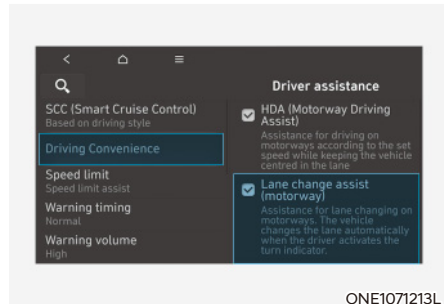 Driver assistance
SCC (Smart Cruise Control)
Based on driving style
Driving Convenience
Speed limit
Speed limit assist
Warning timing
Normal
Warning volume
High
HDA (Motorway Driving
Assist)
Assistance for driving on
motorways according to the set
speed while keeping the vehicle
centred in the lane
Lane change assist
(motorway)
Assistance for lane changing on
motorways. The vehicle
changes the lane automatically
when the driver activates the
turn indicator.
ONE1071213L